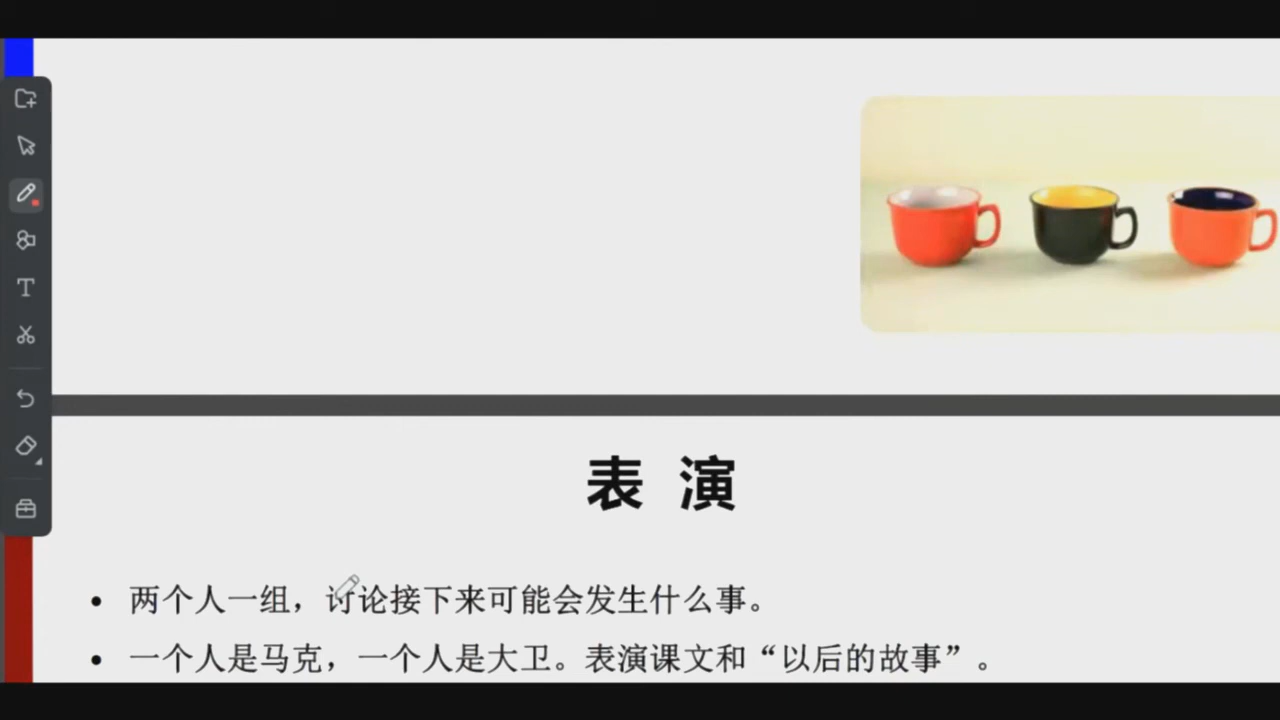 表 演
• 两个人一组，讨论接下来可能会发生什么事。
• 一个人是马克，一个人是大卫。表演课文和“以后的故事”。